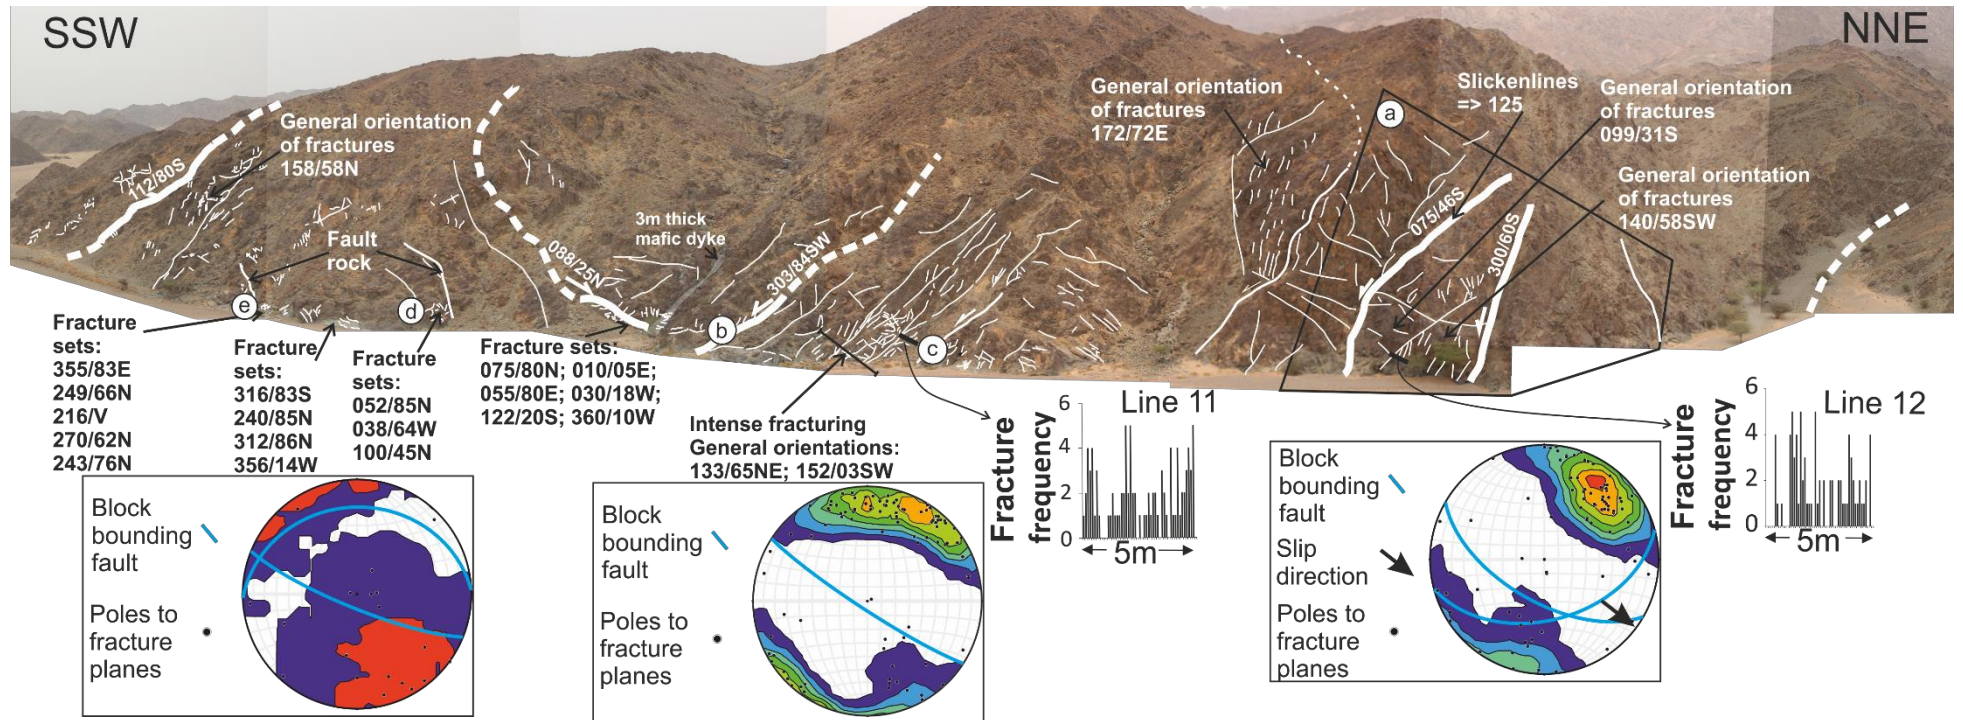 SSW
NNE
General orientation
of fractures
158/58N
112/80S
Fault
rock
e
d
088/25N
3m thick
mafic dyke
303/84SW
b
c
General orientation
of fractures
172/72E
a
Slickenlines
=> 125
General orientation
of fractures
099/31S
General orientation
of fractures
140/58SW
075/46S
300/60S
Fracture
sets:
355/83E
249/66N
216/V
270/62N
243/76N
Fracture
sets:
316/83S
240/85N
312/86N
356/14W
Fracture
sets:
052/85N
038/64W
100/45N
Fracture sets:
075/80N; 010/05E;
055/80E; 030/18W;
122/20S; 360/10W
Intense fracturing
General orientations:
133/65NE; 152/03SW
Line 11
Fracture
frequency
6
4
2
0
5m
Line 12
Fracture
frequency
6
4
2
0
5m
Block
bounding
fault
Poles to
fracture
planes
Block
bounding
fault
Poles to
fracture
planes
Block
bounding
fault
Slip
direction
Poles to
fracture
planes